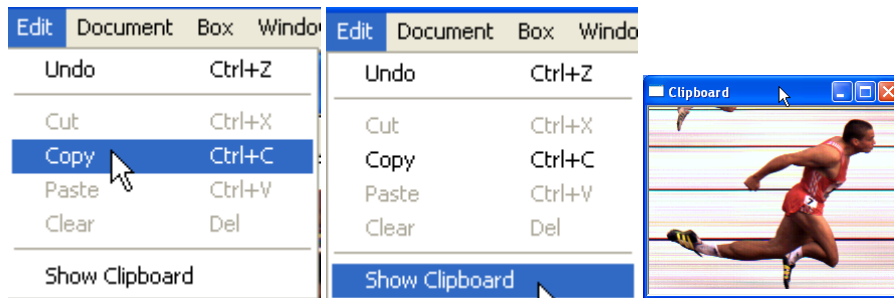 Edit Document Box Windo
Undo Ctrl+Z
Cut Ctrl+X
Copy Ctrl+C
Paste Ctrl+V
Clear Del
Show Clipboard
Edit Document Box Windo
Undo Ctrl+Z
Cut Ctrl+X
Copy Ctrl+C
Paste Ctrl+V
Clear Del
Show Clipboard
Clipboard
7